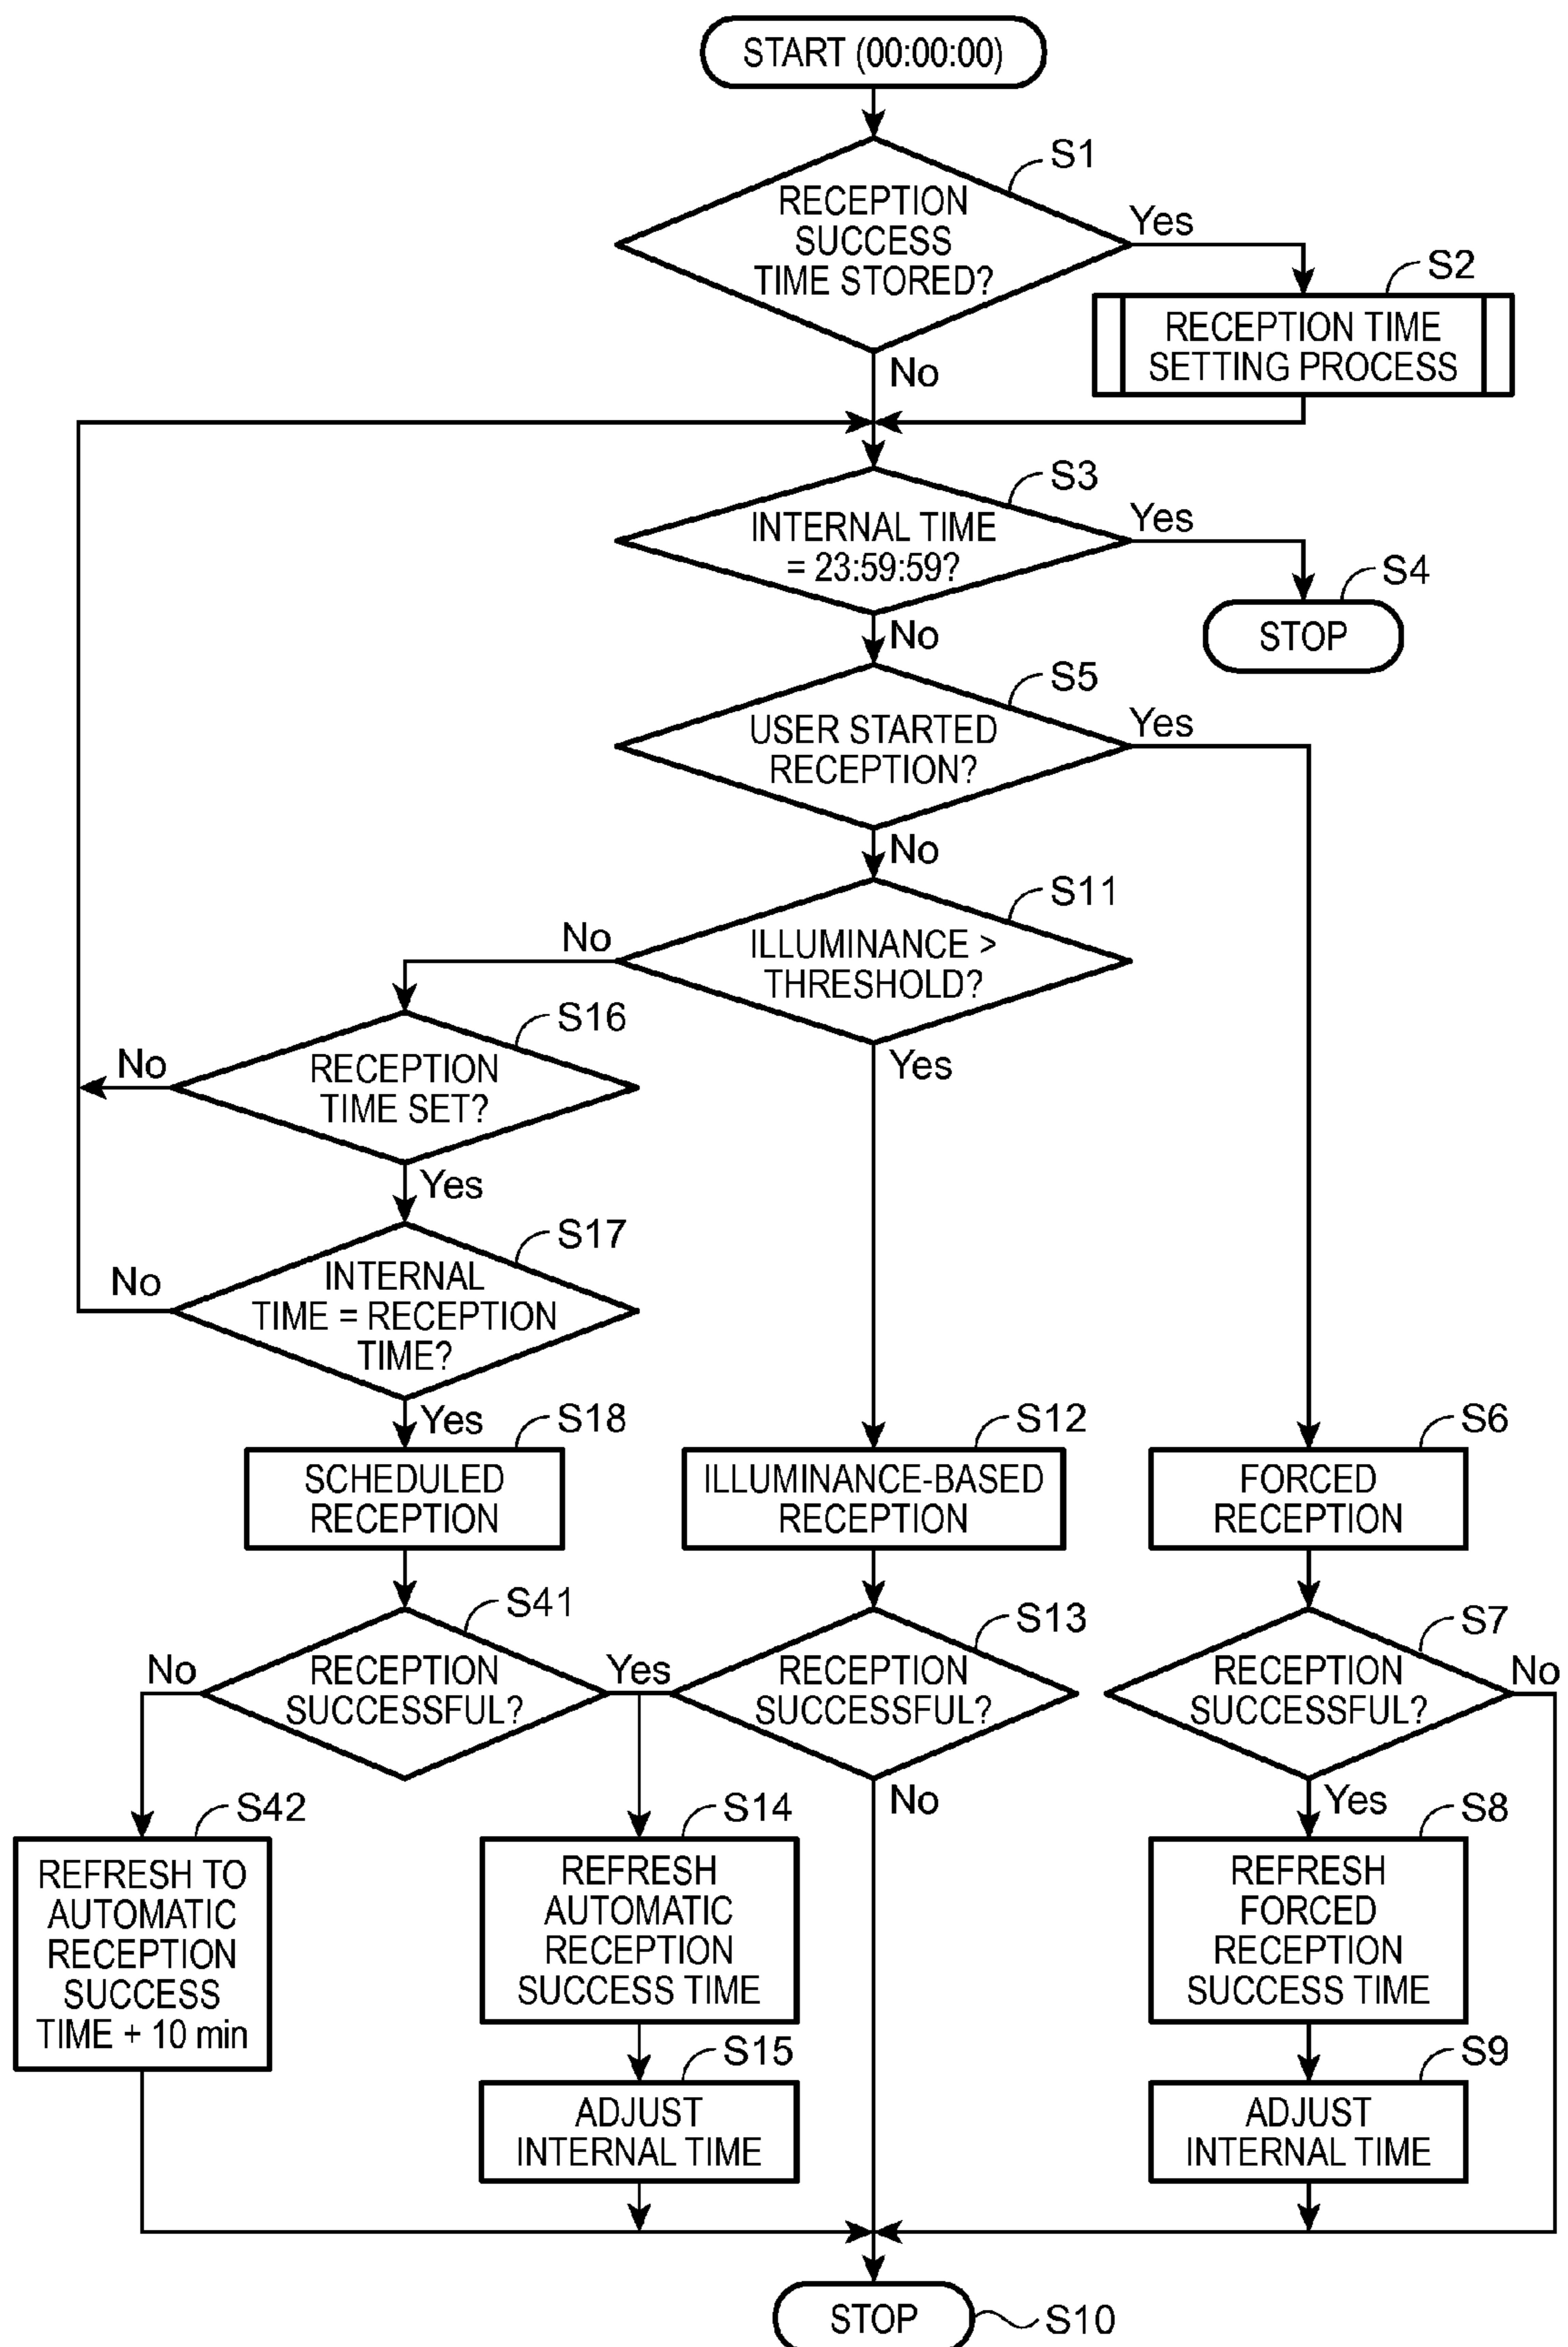 START (00:00:00)
S1
RECEPTION
SUCCESS
TIME STORED?
Yes
No
S2
RECEPTION TIME
SETTING PROCESS
S3
INTERNAL TIME
= 23:59:59?
Yes
No
S4
STOP
S5
USER STARTED
RECEPTION?
Yes
No
S11
ILLUMINANCE >
THRESHOLD?
No
Yes
S16
RECEPTION
TIME SET?
No
Yes
S17
INTERNAL
TIME = RECEPTION
TIME?
No
Yes
S18
SCHEDULED
RECEPTION
S12
ILLUMINANCE-BASED
RECEPTION
S6
FORCED
RECEPTION
S41
RECEPTION
SUCCESSFUL?
No
Yes
S13
RECEPTION
SUCCESSFUL?
No
S7
RECEPTION
SUCCESSFUL?
No
Yes
S42
REFRESH TO
AUTOMATIC
RECEPTION
SUCCESS
TIME + 10 min
S14
REFRESH
AUTOMATIC
RECEPTION
SUCCESS TIME
S8
REFRESH
FORCED
RECEPTION
SUCCESS TIME
S15
ADJUST
INTERNAL TIME
S9
ADJUST
INTERNAL TIME
STOP
S10